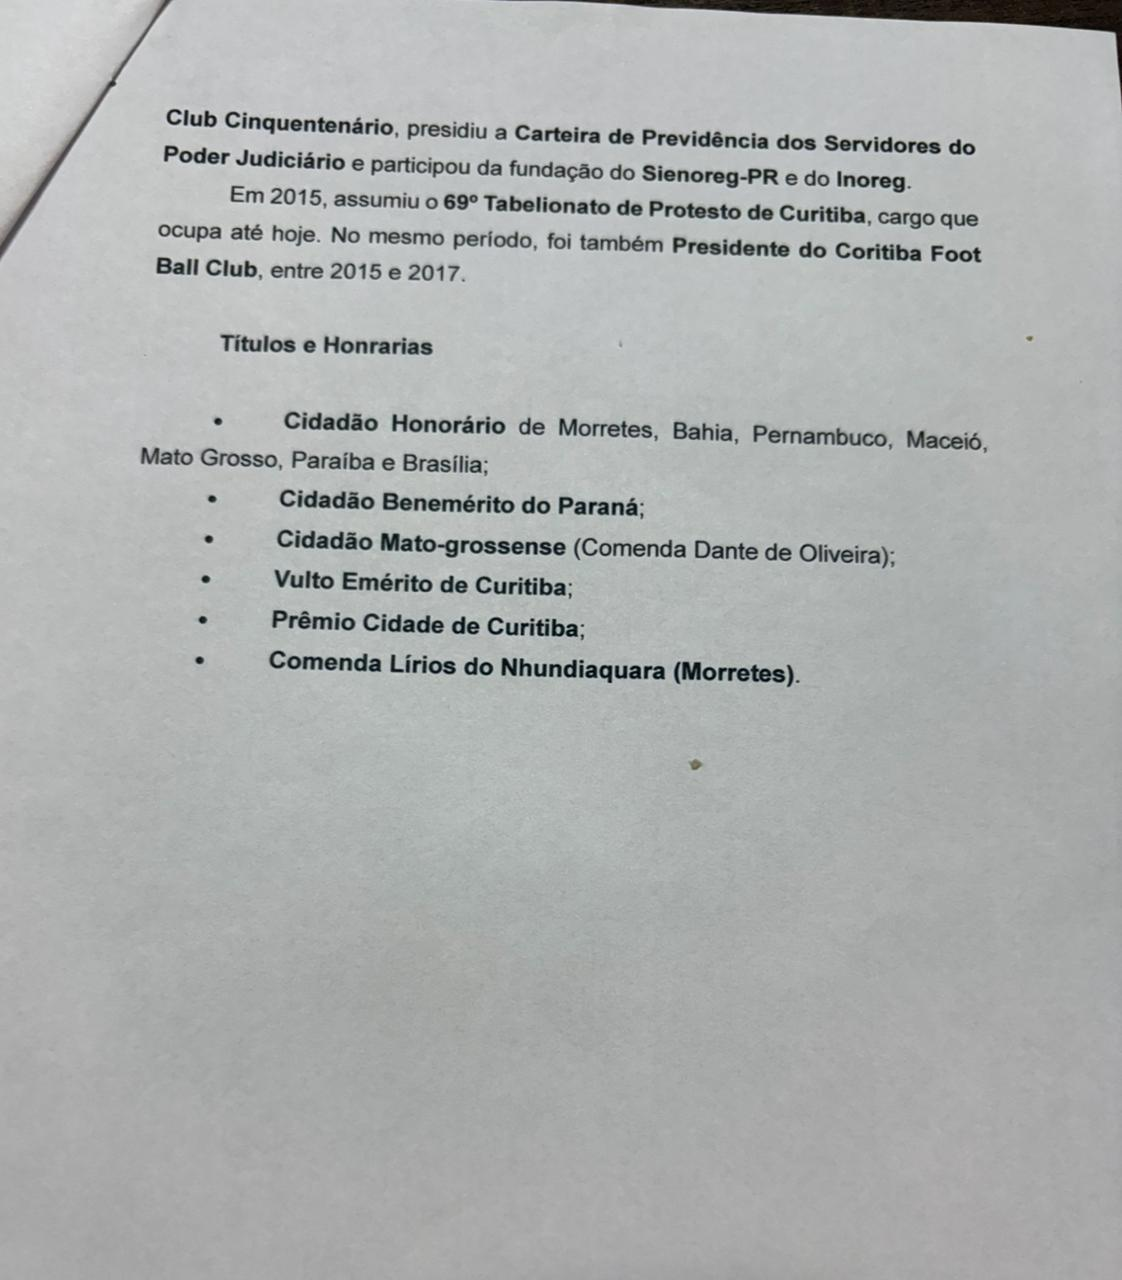 Club Cinquentenário, presidiu a Carteira de Previdência dos Servidores do
Poder Judiciário e participou da fundação do Sienoreg-PR e do Inoreg.
Em 2015, assumiu o 69º Tabelionato de Protesto de Curitiba, cargo que
ocupa até hoje. No mesmo período, foi também Presidente do Coritiba Foot
Ball Club, entre 2015 e 2017.
Títulos e Honrarias
• Cidadão Honorário de Morretes, Bahia, Pernambuco, Maceió,
Mato Grosso, Paraíba e Brasília;
• Cidadão Benemérito do Paraná;
• Cidadão Mato-grossense (Comenda Dante de Oliveira);
• Vulto Emérito de Curitiba;
• Prêmio Cidade de Curitiba;
• Comenda Lírios do Nhundiaquara (Morretes).